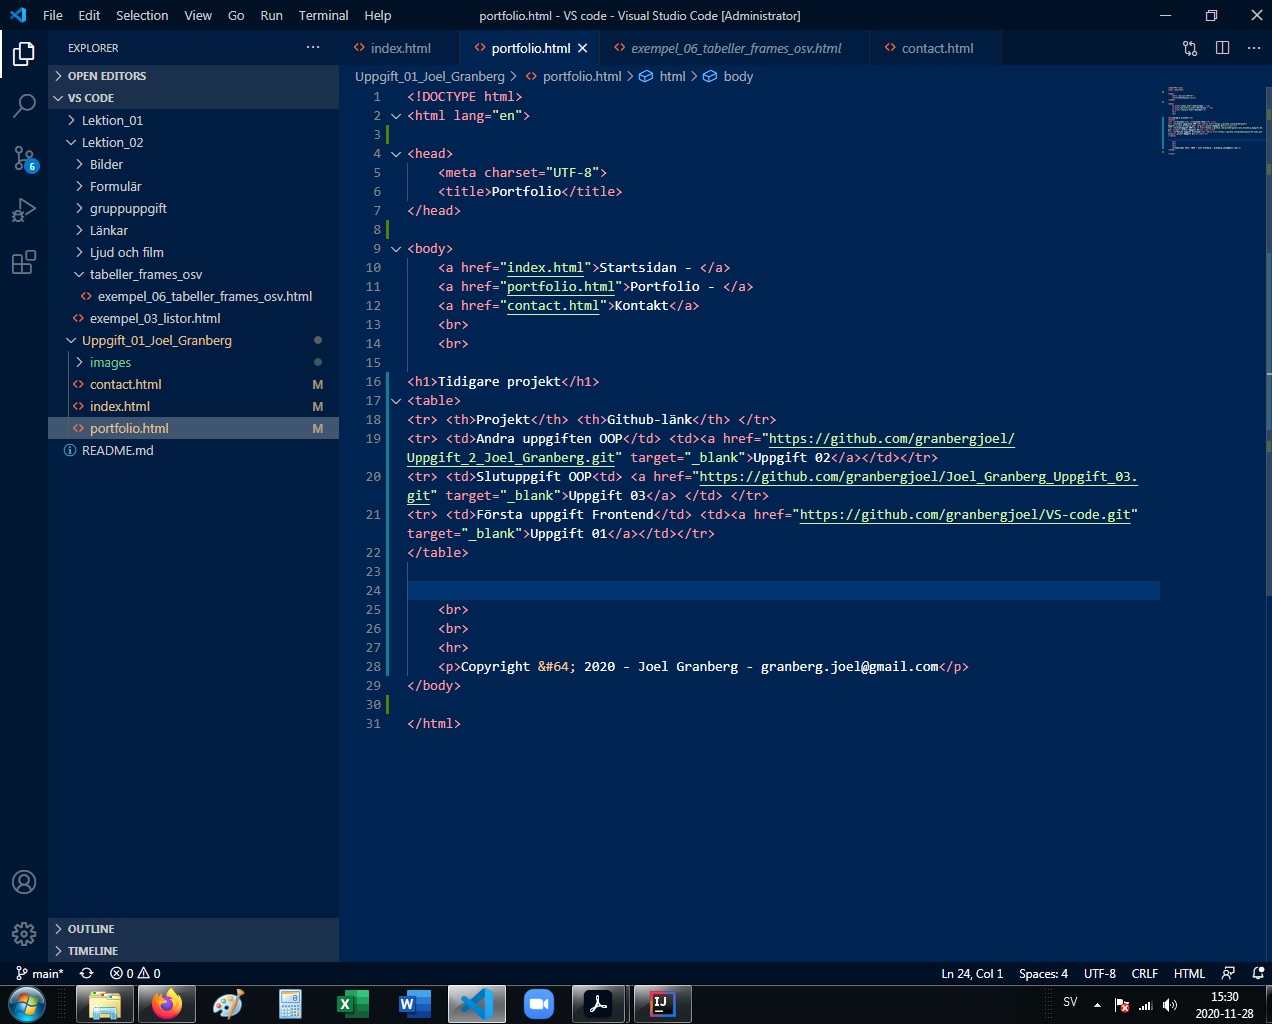 File Edit Selection View Go Run Terminal Help
portfolio.html - VS code - Visual Studio Code [Administrator]
EXPLORER
OPEN EDITORS
VS CODE
Lektion_01
Lektion_02
Bilder
Formulär
gruppuppgift
Länkar
Ljud och film
tabeller_frames_osv
exempel_06_tabeller_frames_osv.html
exempel_03_listor.html
Uppgift_01_Joel_Granberg
images
contact.html M
index.html M
portfolio.html M
README.md
OUTLINE
TIMELINE
6
index.html portfolio.html exempel_06_tabeller_frames_osv.html contact.html
Uppgift_01_Joel_Granberg > portfolio.html > html > body
1 <!DOCTYPE html>
2 <html lang="en">
3
4 <head>
5 <meta charset="UTF-8">
6 <title>Portfolio</title>
7 </head>
8
9 <body>
10 <a href="index.html">Startsidan - </a>
11 <a href="portfolio.html">Portfolio - </a>
12 <a href="contact.html">Kontakt</a>
13 <br>
14 <br>
15
16 <h1>Tidigare projekt</h1>
17 <table>
18 <tr> <th>Projekt</th> <th>Github-länk</th> </tr>
19 <tr> <td>Andra uppgiften OOP</td> <td><a href="https://github.com/granbergjoel/
Uppgift_2_Joel_Granberg.git" target="_blank">Uppgift 02</a></td></tr>
20 <tr> <td>Slutuppgift OOP<td> <a href="https://github.com/granbergjoel/Joel_Granberg_Uppgift_03.
git" target="_blank">Uppgift 03</a> </td> </tr>
21 <tr> <td>Första uppgift Frontend</td> <td><a href="https://github.com/granbergjoel/VS-code.git"
target="_blank">Uppgift 01</a></td></tr>
22 </table>
23
24
25 <br>
26 <br>
27 <hr>
28 <p>Copyright &#64; 2020 - Joel Granberg - granberg.joel@gmail.com</p>
29 </body>
30
31 </html>
main* 0 0 Ln 24, Col 1 Spaces: 4 UTF-8 CRLF HTML
SV 15:30
2020-11-28